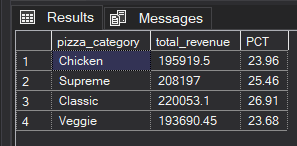 Results Messages
pizza_category total_revenue PCT
1 Chicken 195919.5 23.96
2 Supreme 208197 25.46
3 Classic 220053.1 26.91
4 Veggie 193690.45 23.68